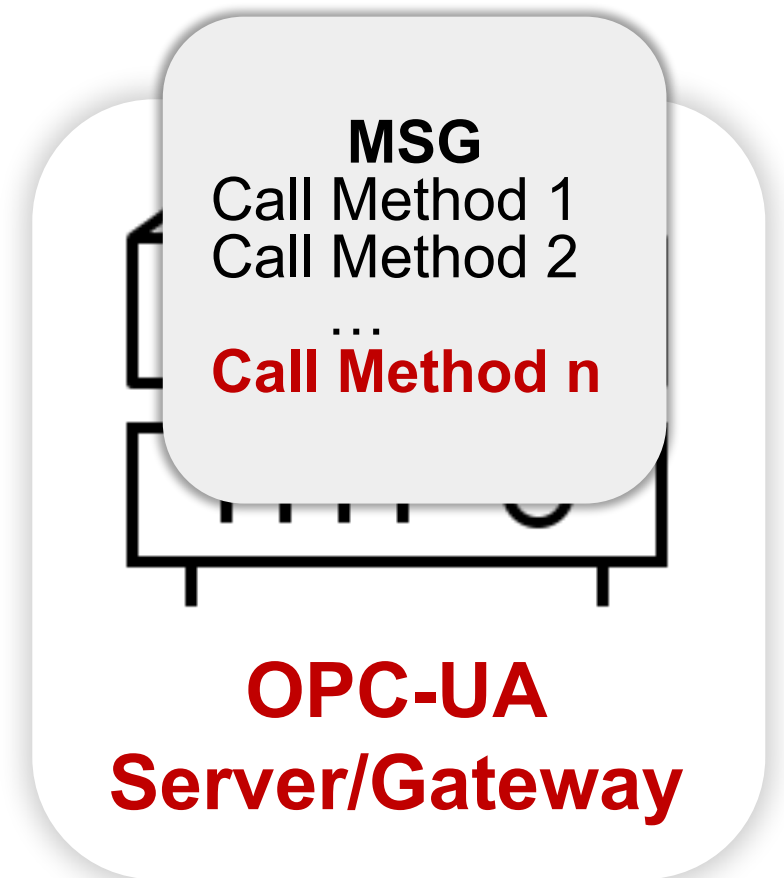 MSG
Call Method 1
Call Method 2
…
Call Method n
OPC-UA
Server/Gateway